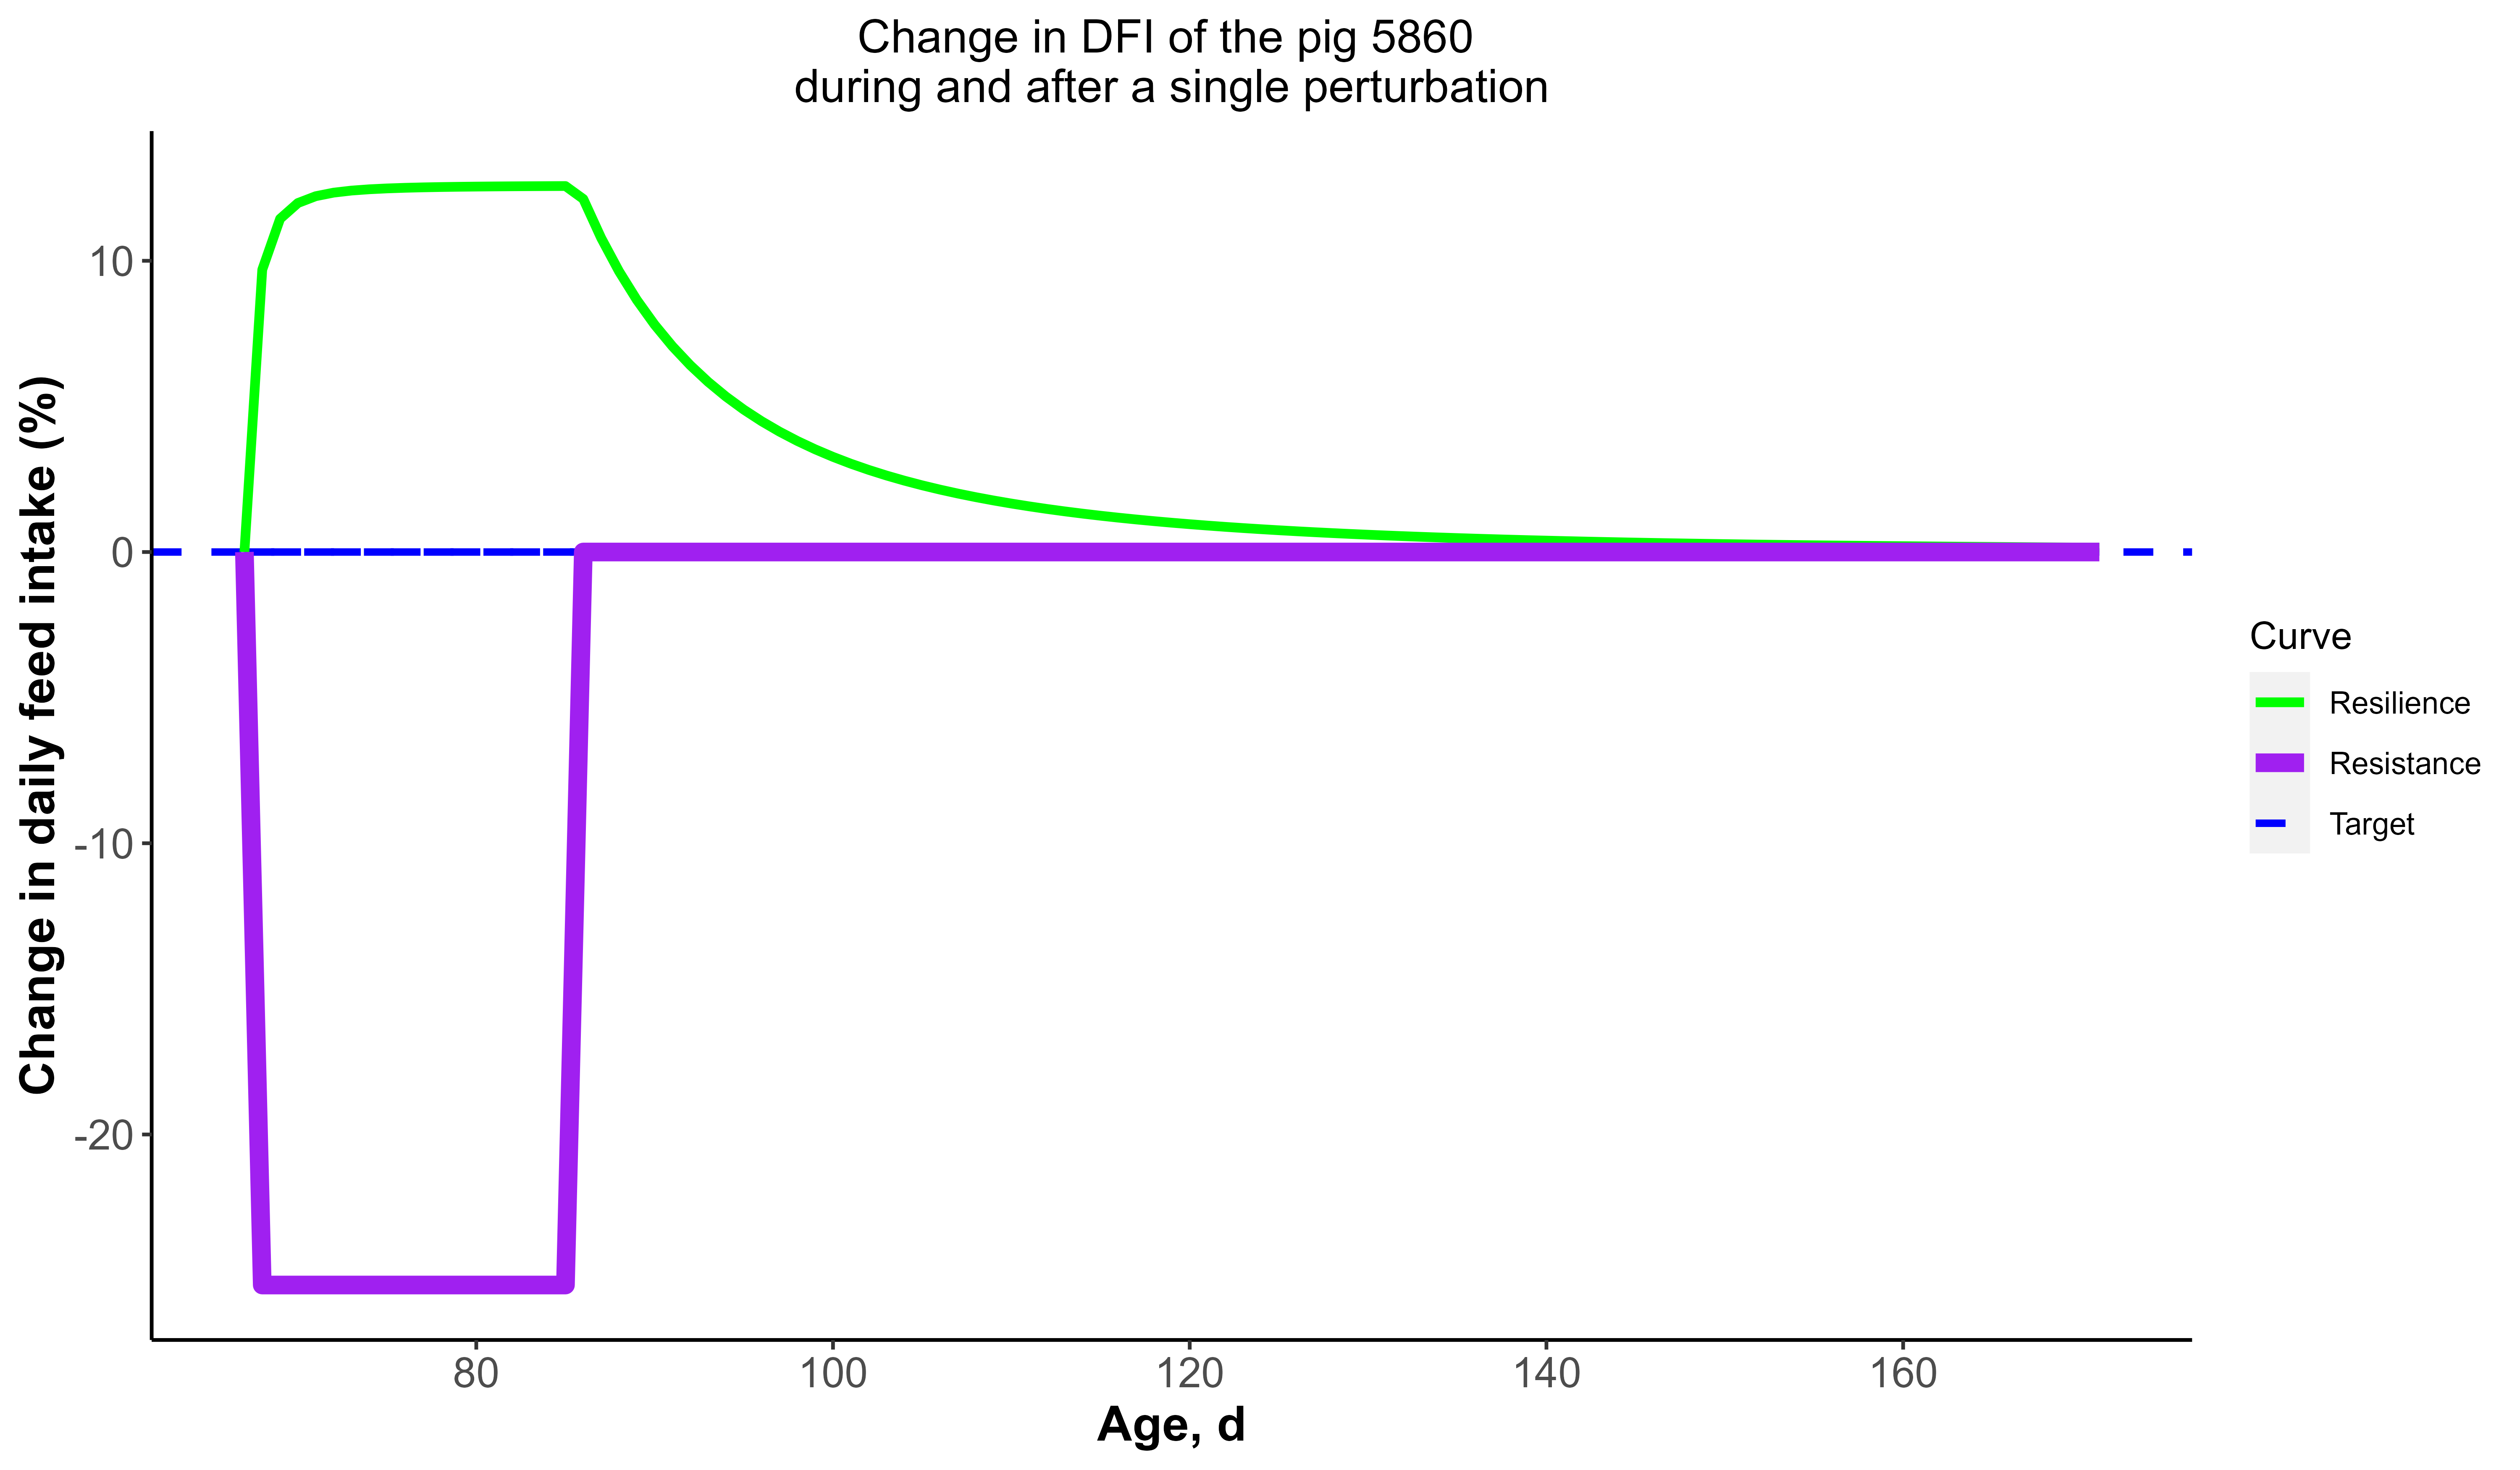 Change in DFI of the pig 5860
during and after a single perturbation
Change in daily feed intake (%)
10
0
-10
-20
80
100
120
140
160
Age, d
Curve
Resilience
Resistance
Target